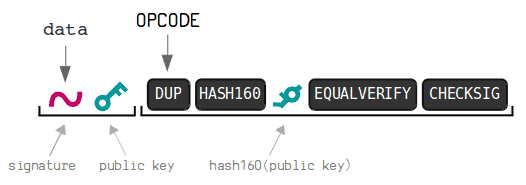 data OPCODE
DUP HASH160 EQUALVERIFY CHECKSIG
signature public key hash160(public key)